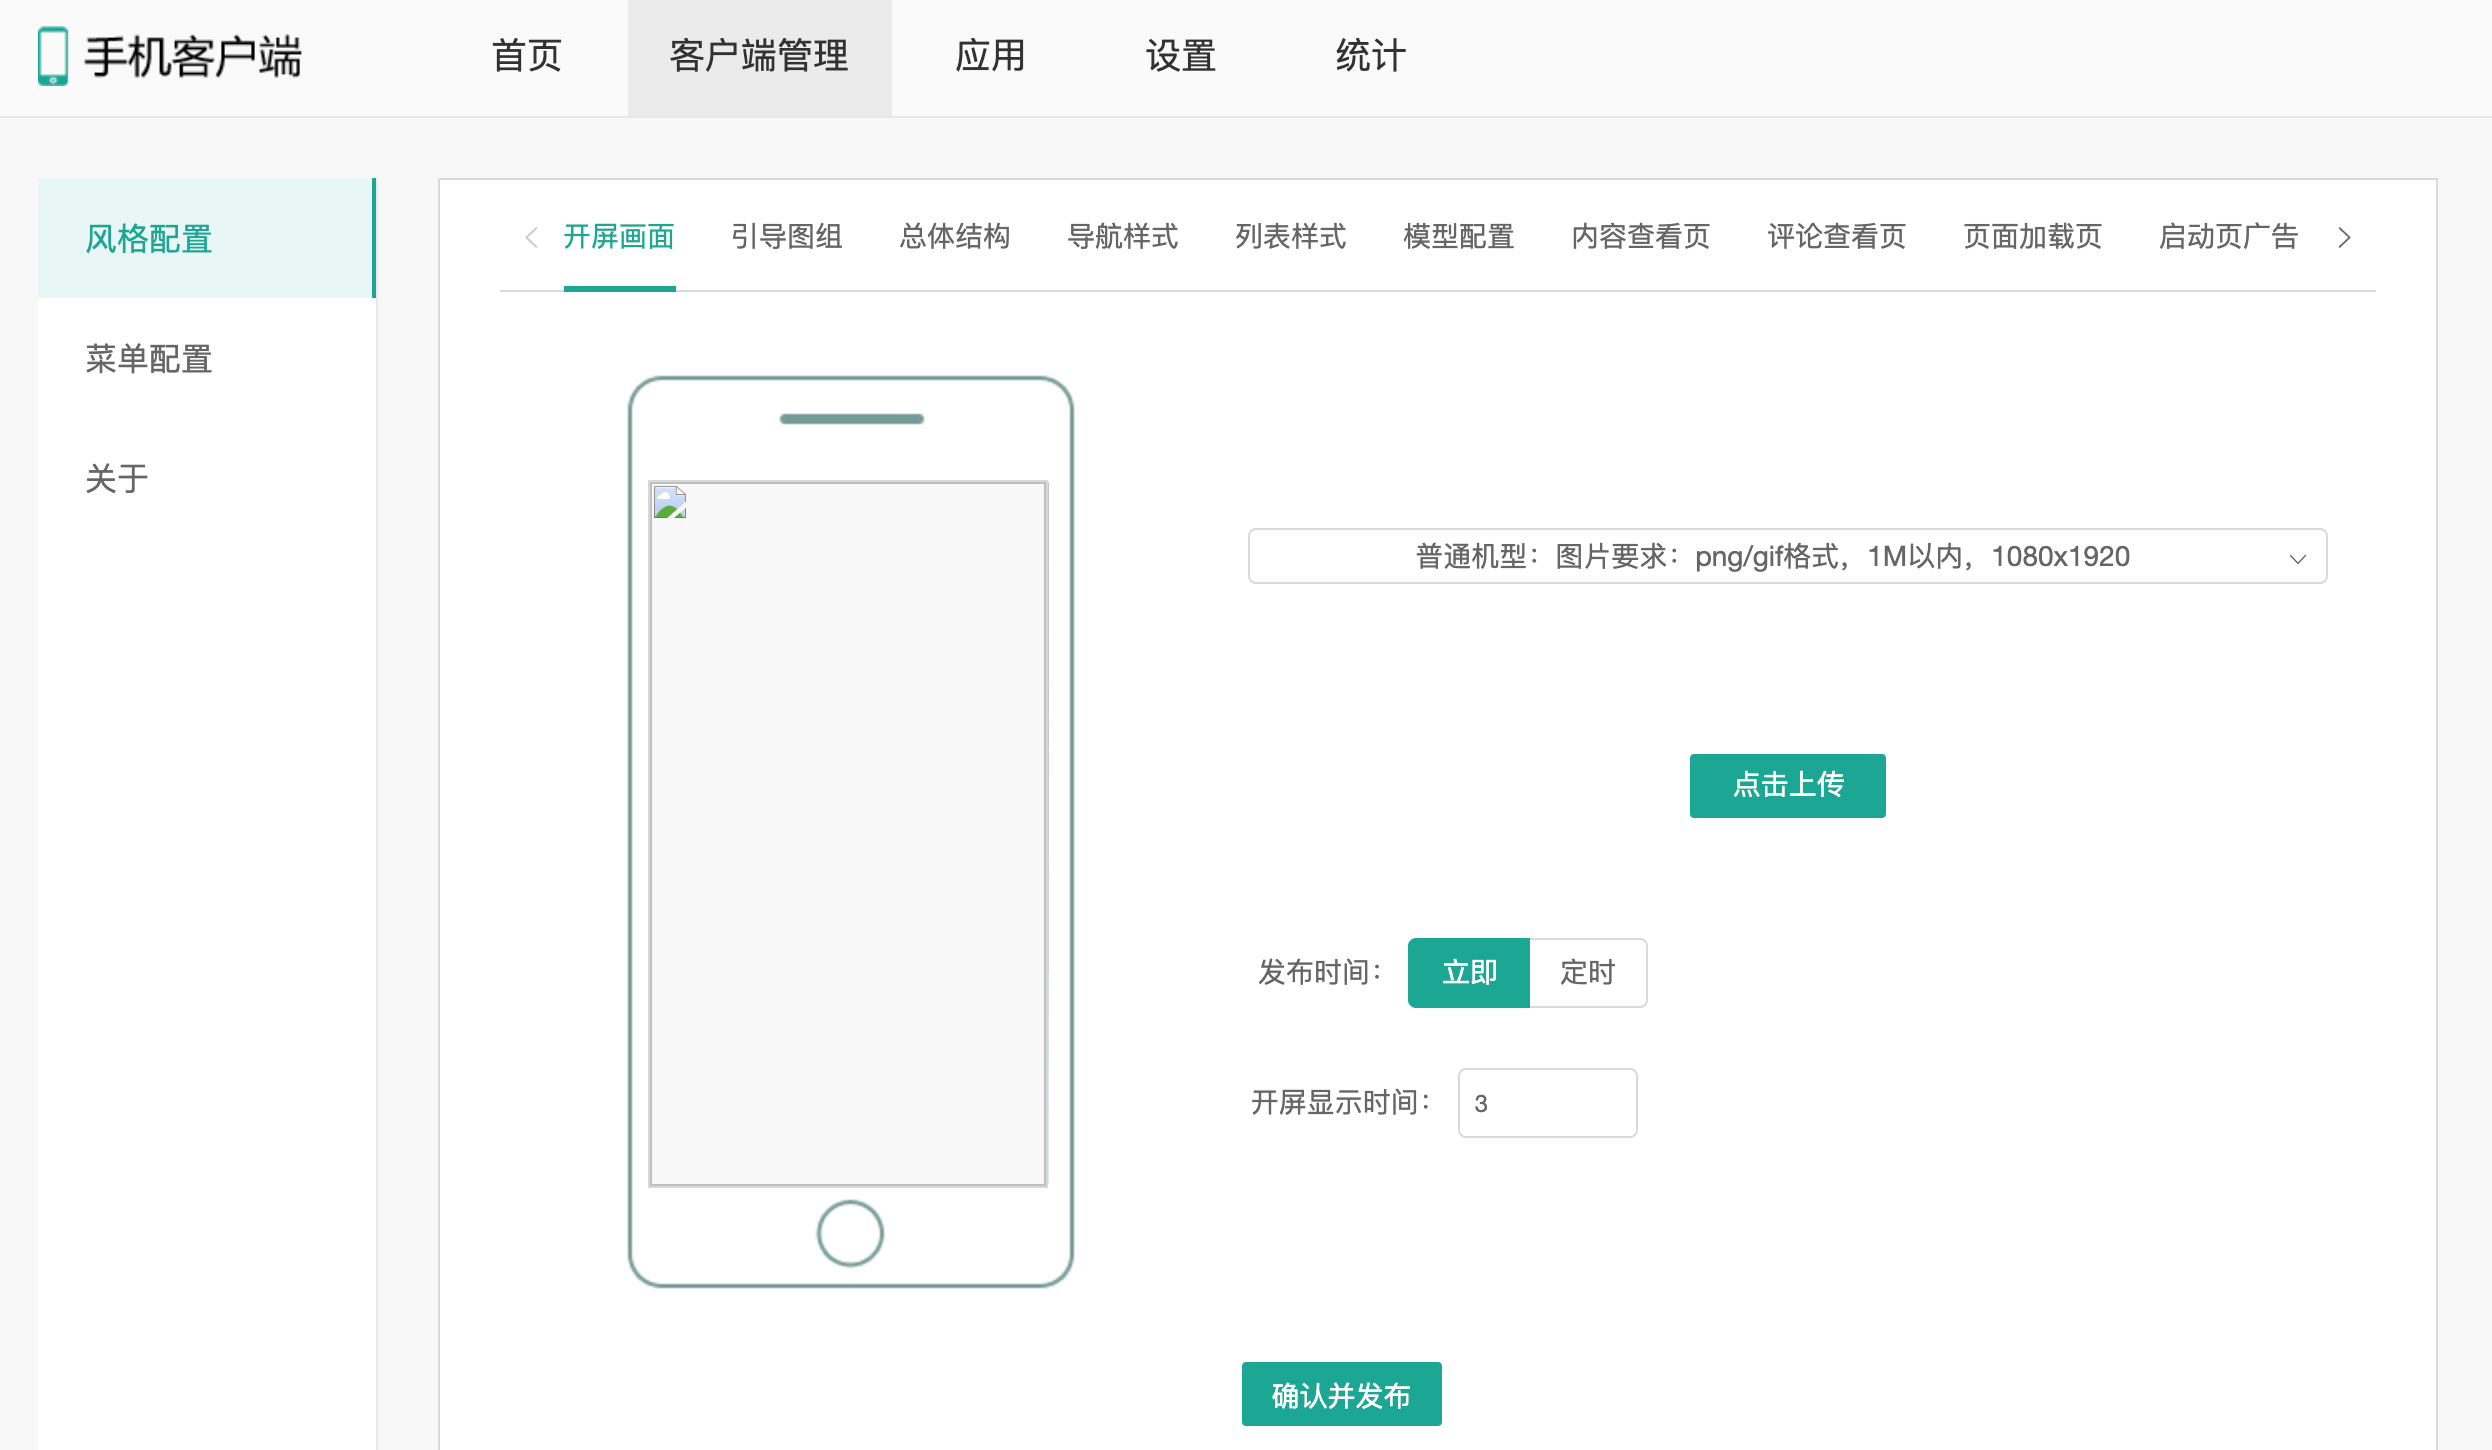 手机客户端
首页 客户端管理 应用 设置 统计
风格配置
菜单配置
关于
开屏画面 引导图组 总体结构 导航样式 列表样式 模型配置 内容查看页 评论查看页 页面加载页 启动页广告
普通机型：图片要求：png/gif格式，1M以内，1080x1920
点击上传
发布时间： 立即 定时
开屏显示时间： 3
确认并发布